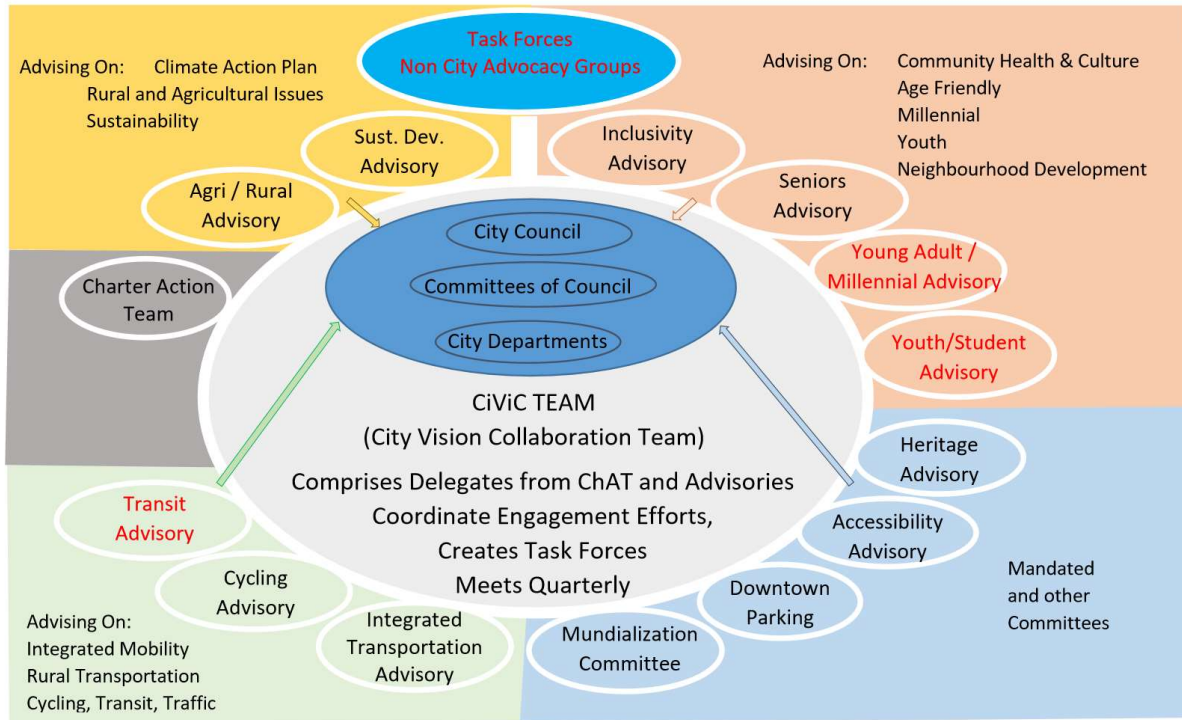 Task Forces
Non City Advocacy Groups
Advising On: Climate Action Plan
Rural and Agricultural Issues
Sustainability
Advising On: Community Health & Culture
Age Friendly
Millennial
Youth
Neighbourhood Development
Sust. Dev.
Advisory
Agri / Rural
Advisory
Inclusivity
Advisory
Seniors
Advisory
Young Adult /
Millennial Advisory
Youth/Student
Advisory
Charter Action
Team
City Council
Committees of Council
City Departments
CiViC TEAM
(City Vision Collaboration Team)
Comprises Delegates from ChAT and Advisories
Coordinate Engagement Efforts,
Creates Task Forces
Meets Quarterly
Transit
Advisory
Cycling
Advisory
Integrated
Transportation
Advisory
Mundialization
Committee
Downtown
Parking
Accessibility
Advisory
Heritage
Advisory
Advising On:
Integrated Mobility
Rural Transportation
Cycling, Transit, Traffic
Mandated
and other
Committees